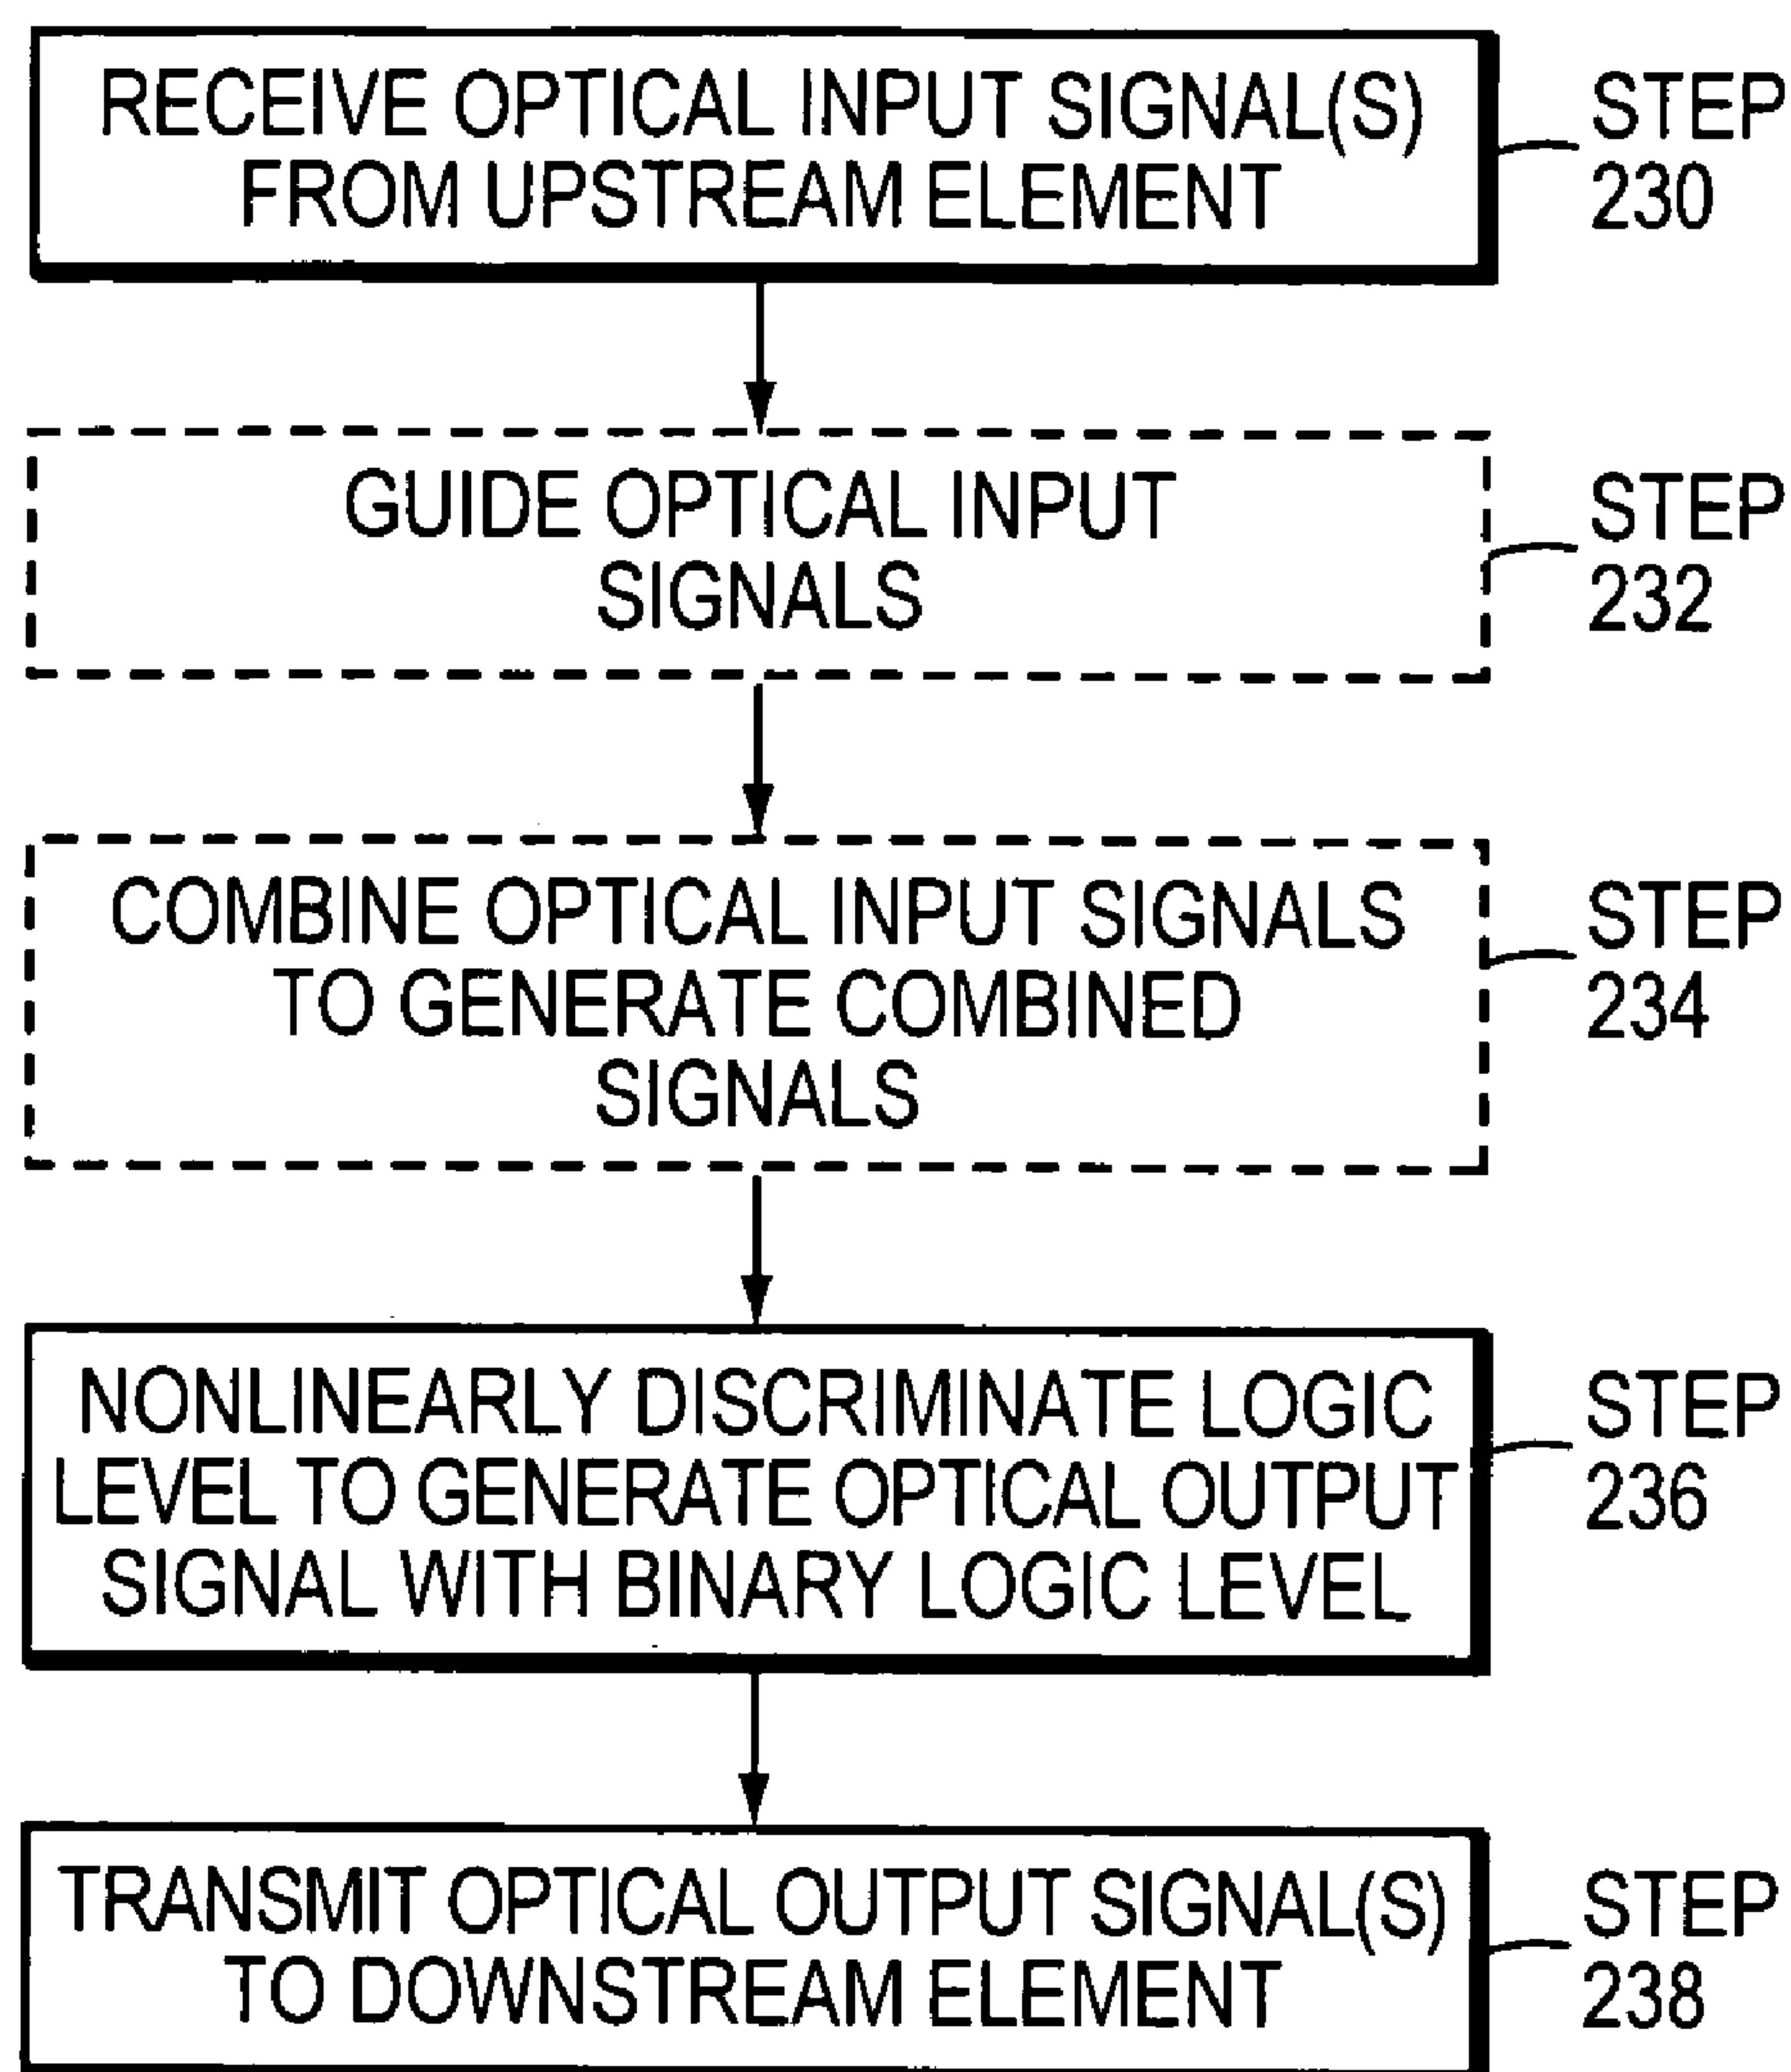 RECEIVE OPTICAL INPUT SIGNAL(S)
FROM UPSTREAM ELEMENT
STEP
230
GUIDE OPTICAL INPUT
SIGNALS
STEP
232
COMBINE OPTICAL INPUT SIGNALS
TO GENERATE COMBINED
SIGNALS
STEP
234
NONLINEARLY DISCRIMINATE LOGIC
LEVEL TO GENERATE OPTICAL OUTPUT
SIGNAL WITH BINARY LOGIC LEVEL
STEP
236
TRANSMIT OPTICAL OUTPUT SIGNAL(S)
TO DOWNSTREAM ELEMENT
STEP
238